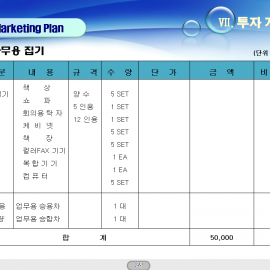 Marketing Plan
Ⅶ. 투자 계
사무용 집기
(단위
분 내 용 규 격 수 량 단 가 금 액 비
책 상 양 수 5 SET
쇼 파 5 인용 1 SET
회의용 탁자 12 인용 1 SET
케 비 넷 5 SET
책 장 5 SET
컬러FAX 기기 1 EA
복 합 기 기 1 EA
컴 퓨 터 5 SET
용 업무용 승용차 1 대
량 업무용 승합차 1 대
합 계 50,000